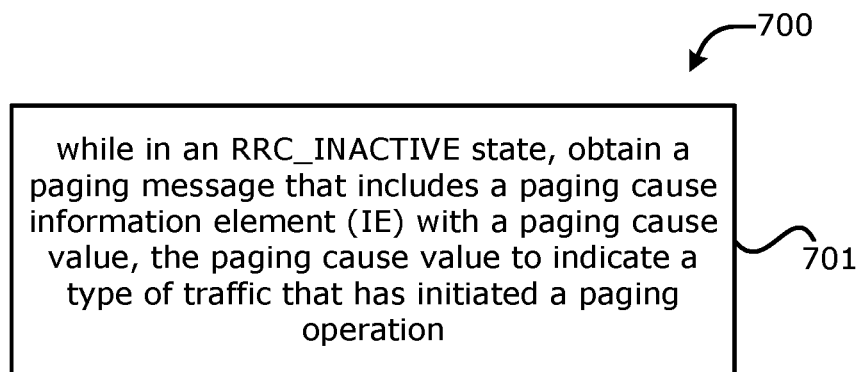 700
while in an RRC_INACTIVE state, obtain a
paging message that includes a paging cause
information element (IE) with a paging cause
value, the paging cause value to indicate a
type of traffic that has initiated a paging
operation
701